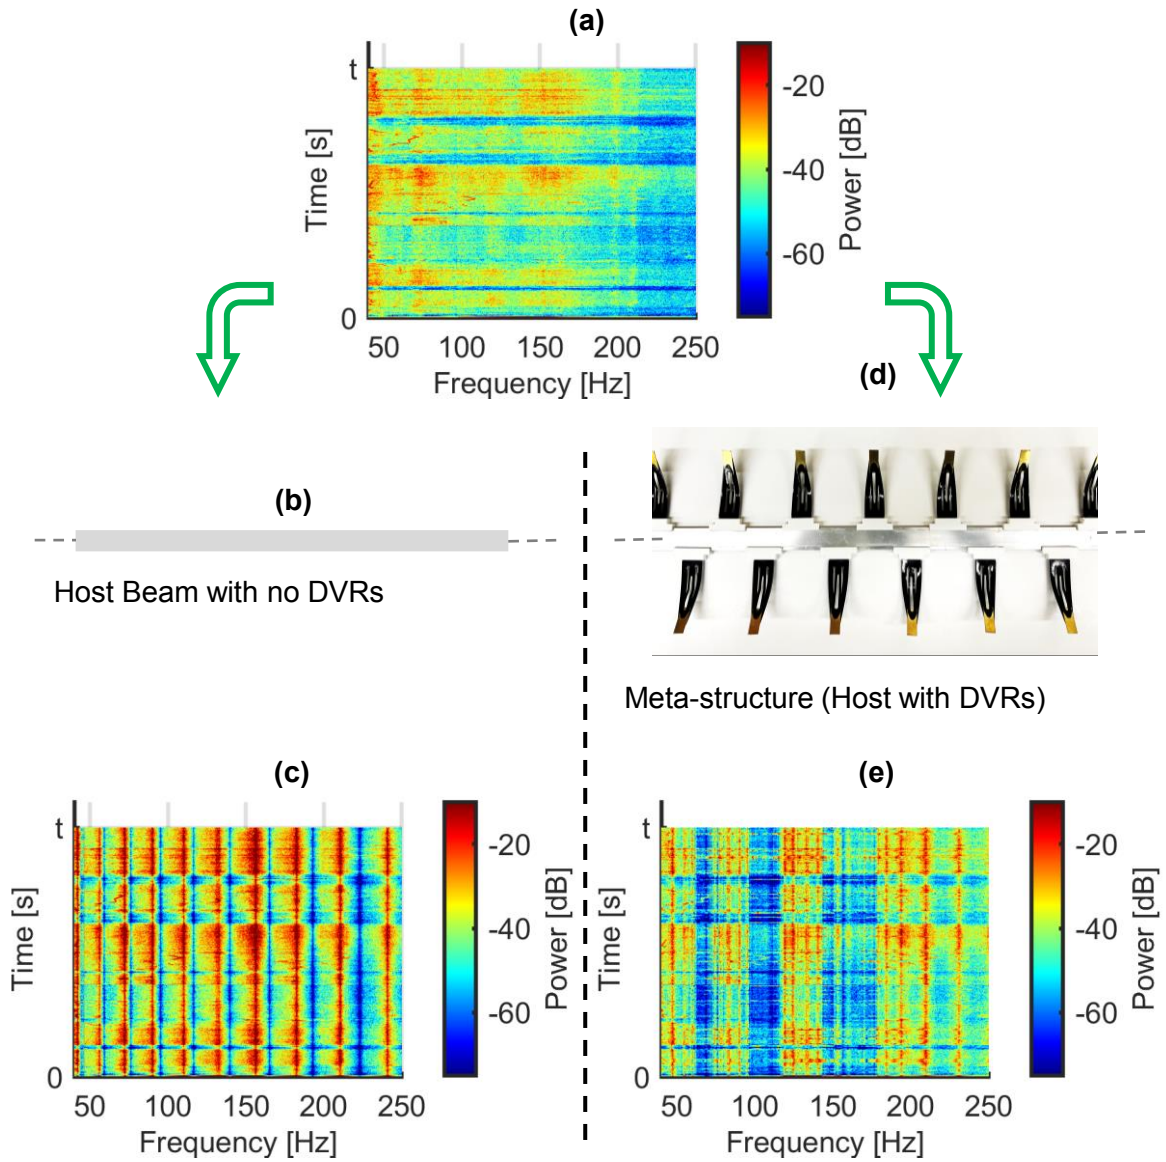 (a)
t
0
Time [s]
50 100 150 200 250
Frequency [Hz]
-20
-40
-60
Power [dB]
(b)
Host Beam with no DVRs
(d)
Meta-structure (Host with DVRs)
(c)
t
0
Time [s]
50 100 150 200 250
Frequency [Hz]
-20
-40
-60
Power [dB]
(e)
t
0
Time [s]
50 100 150 200 250
Frequency [Hz]
-20
-40
-60
Power [dB]